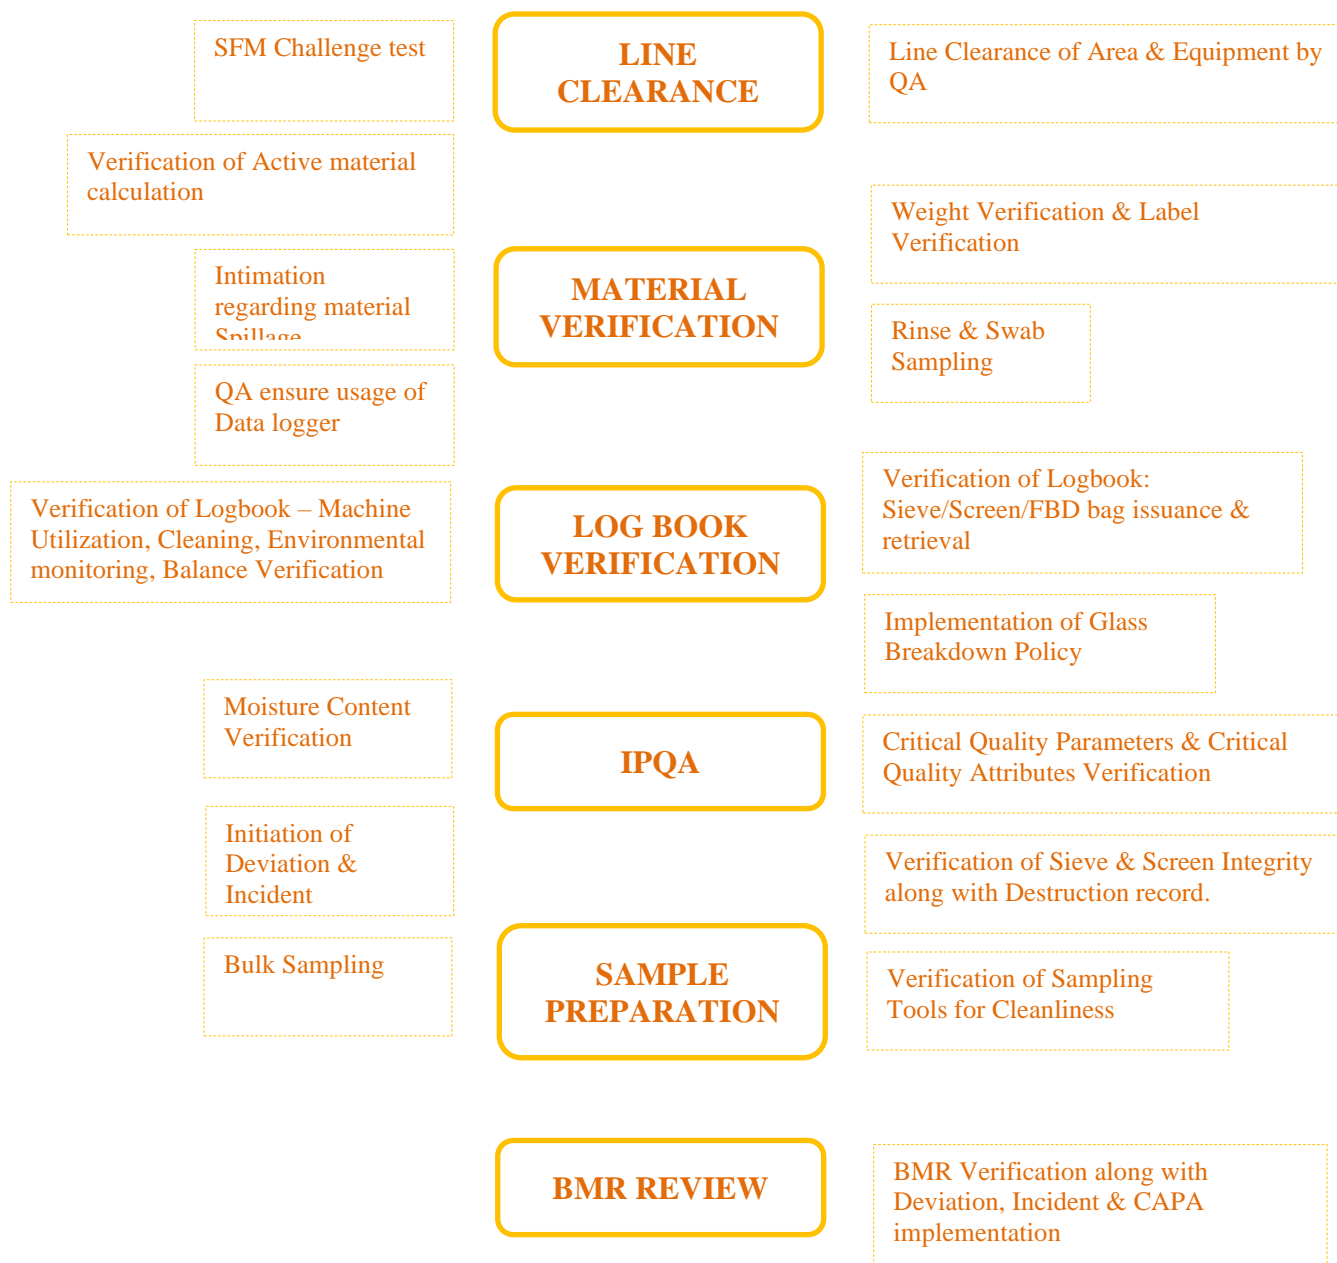 SFM Challenge test
LINE
CLEARANCE
Line Clearance of Area & Equipment by
QA
Verification of Active material
calculation
Weight Verification & Label
Verification
Intimation
regarding material
Spillage
MATERIAL
VERIFICATION
Rinse & Swab
Sampling
QA ensure usage of
Data logger
Verification of Logbook – Machine
Utilization, Cleaning, Environmental
monitoring, Balance Verification
LOG BOOK
VERIFICATION
Verification of Logbook:
Sieve/Screen/FBD bag issuance &
retrieval
Implementation of Glass
Breakdown Policy
Moisture Content
Verification
IPQA
Critical Quality Parameters & Critical
Quality Attributes Verification
Initiation of
Deviation &
Incident
Verification of Sieve & Screen Integrity
along with Destruction record.
Bulk Sampling
SAMPLE
PREPARATION
Verification of Sampling
Tools for Cleanliness
BMR REVIEW
BMR Verification along with
Deviation, Incident & CAPA
implementation